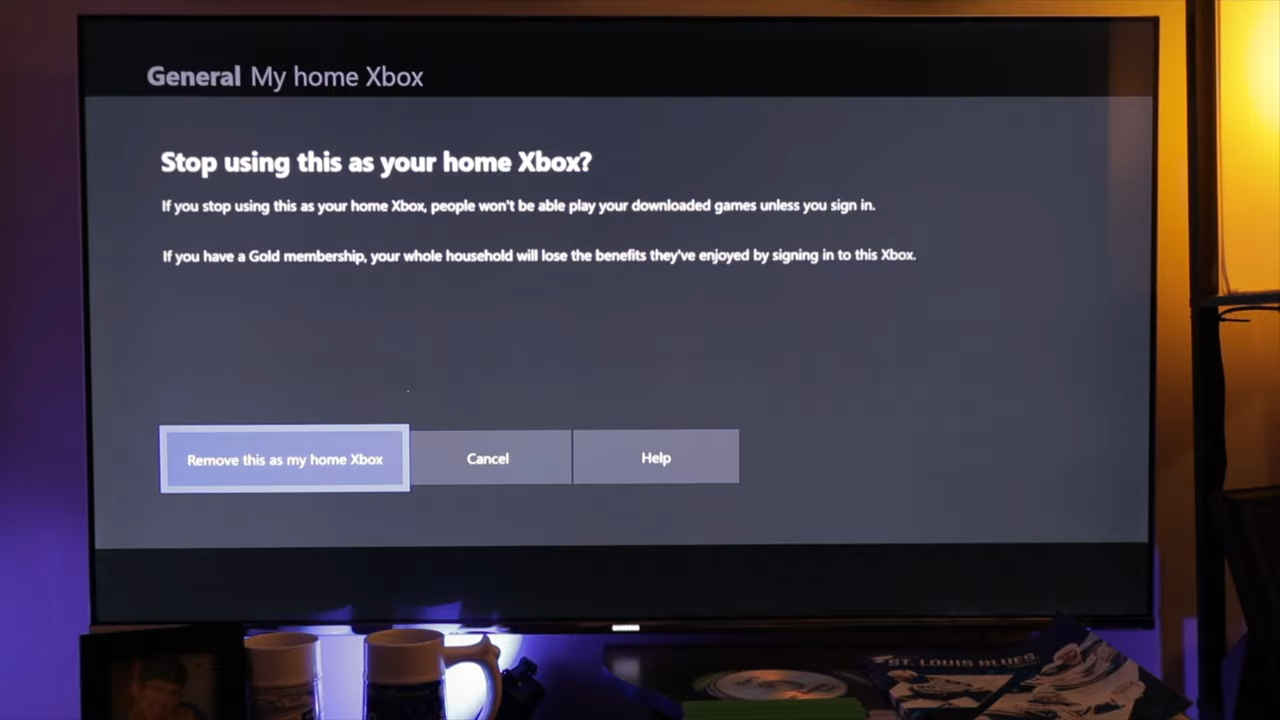 General My home Xbox
Stop using this as your home Xbox?
If you stop using this as your home Xbox, people won't be able play your downloaded games unless you sign in.
If you have a Gold membership, your whole household will lose the benefits they've enjoyed by signing in to this Xbox.
Remove this as my home Xbox Cancel Help
ST. LOUIS BLUES